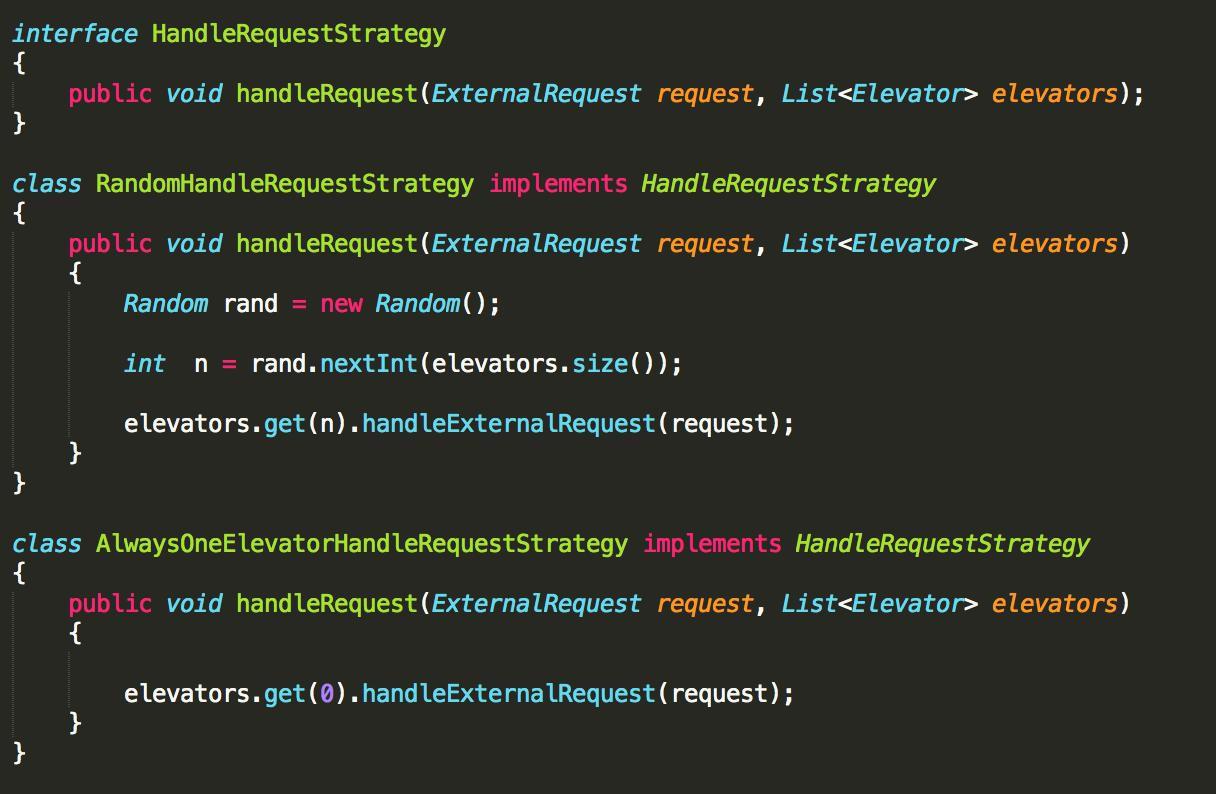 interface HandleRequestStrategy
{
    public void handleRequest(ExternalRequest request, List<Elevator> elevators);
}

class RandomHandleRequestStrategy implements HandleRequestStrategy
{
    public void handleRequest(ExternalRequest request, List<Elevator> elevators)
    {
        Random rand = new Random();

        int  n = rand.nextInt(elevators.size());

        elevators.get(n).handleExternalRequest(request);
    }
}

class AlwaysOneElevatorHandleRequestStrategy implements HandleRequestStrategy
{
    public void handleRequest(ExternalRequest request, List<Elevator> elevators)
    {

        elevators.get(0).handleExternalRequest(request);
    }
}